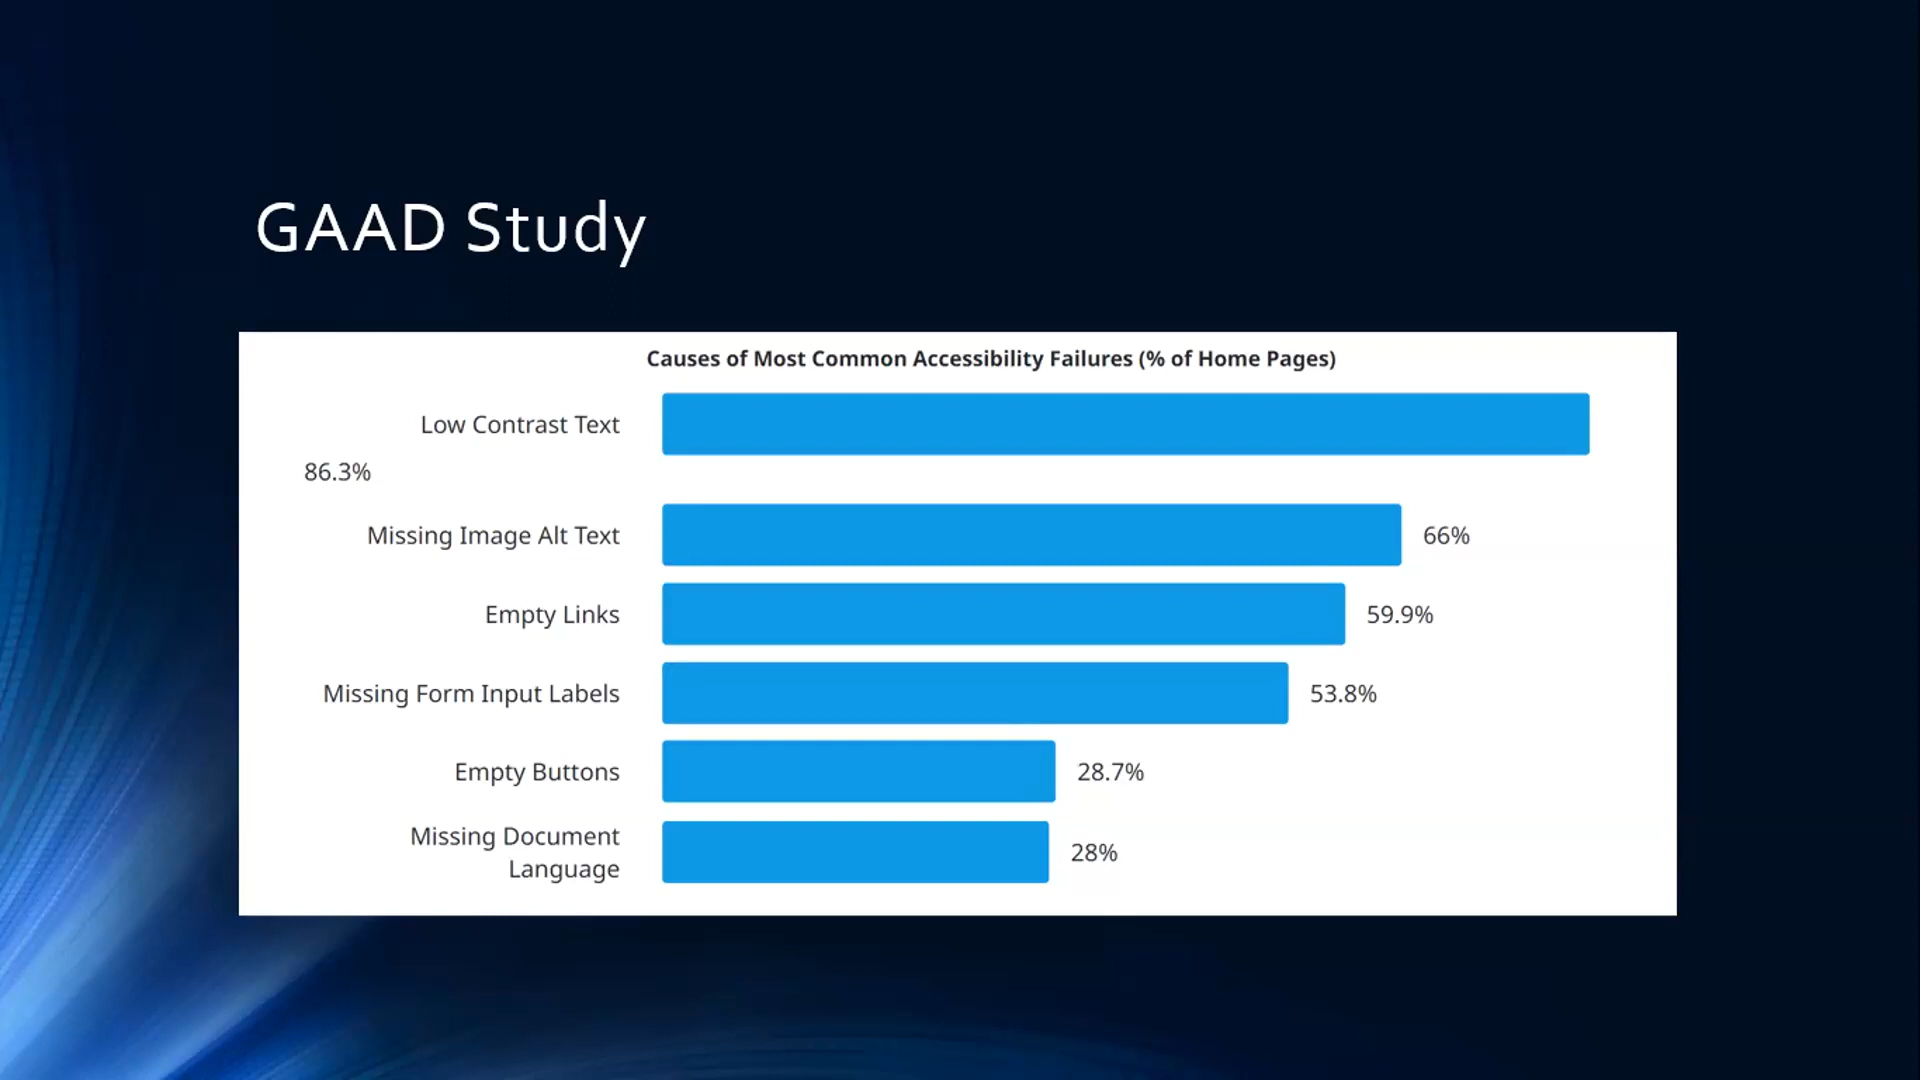 GAAD Study
Causes of Most Common Accessibility Failures (% of Home Pages)
Low Contrast Text
86.3%
Missing Image Alt Text 66%
Empty Links 59.9%
Missing Form Input Labels 53.8%
Empty Buttons 28.7%
Missing Document
Language 28%